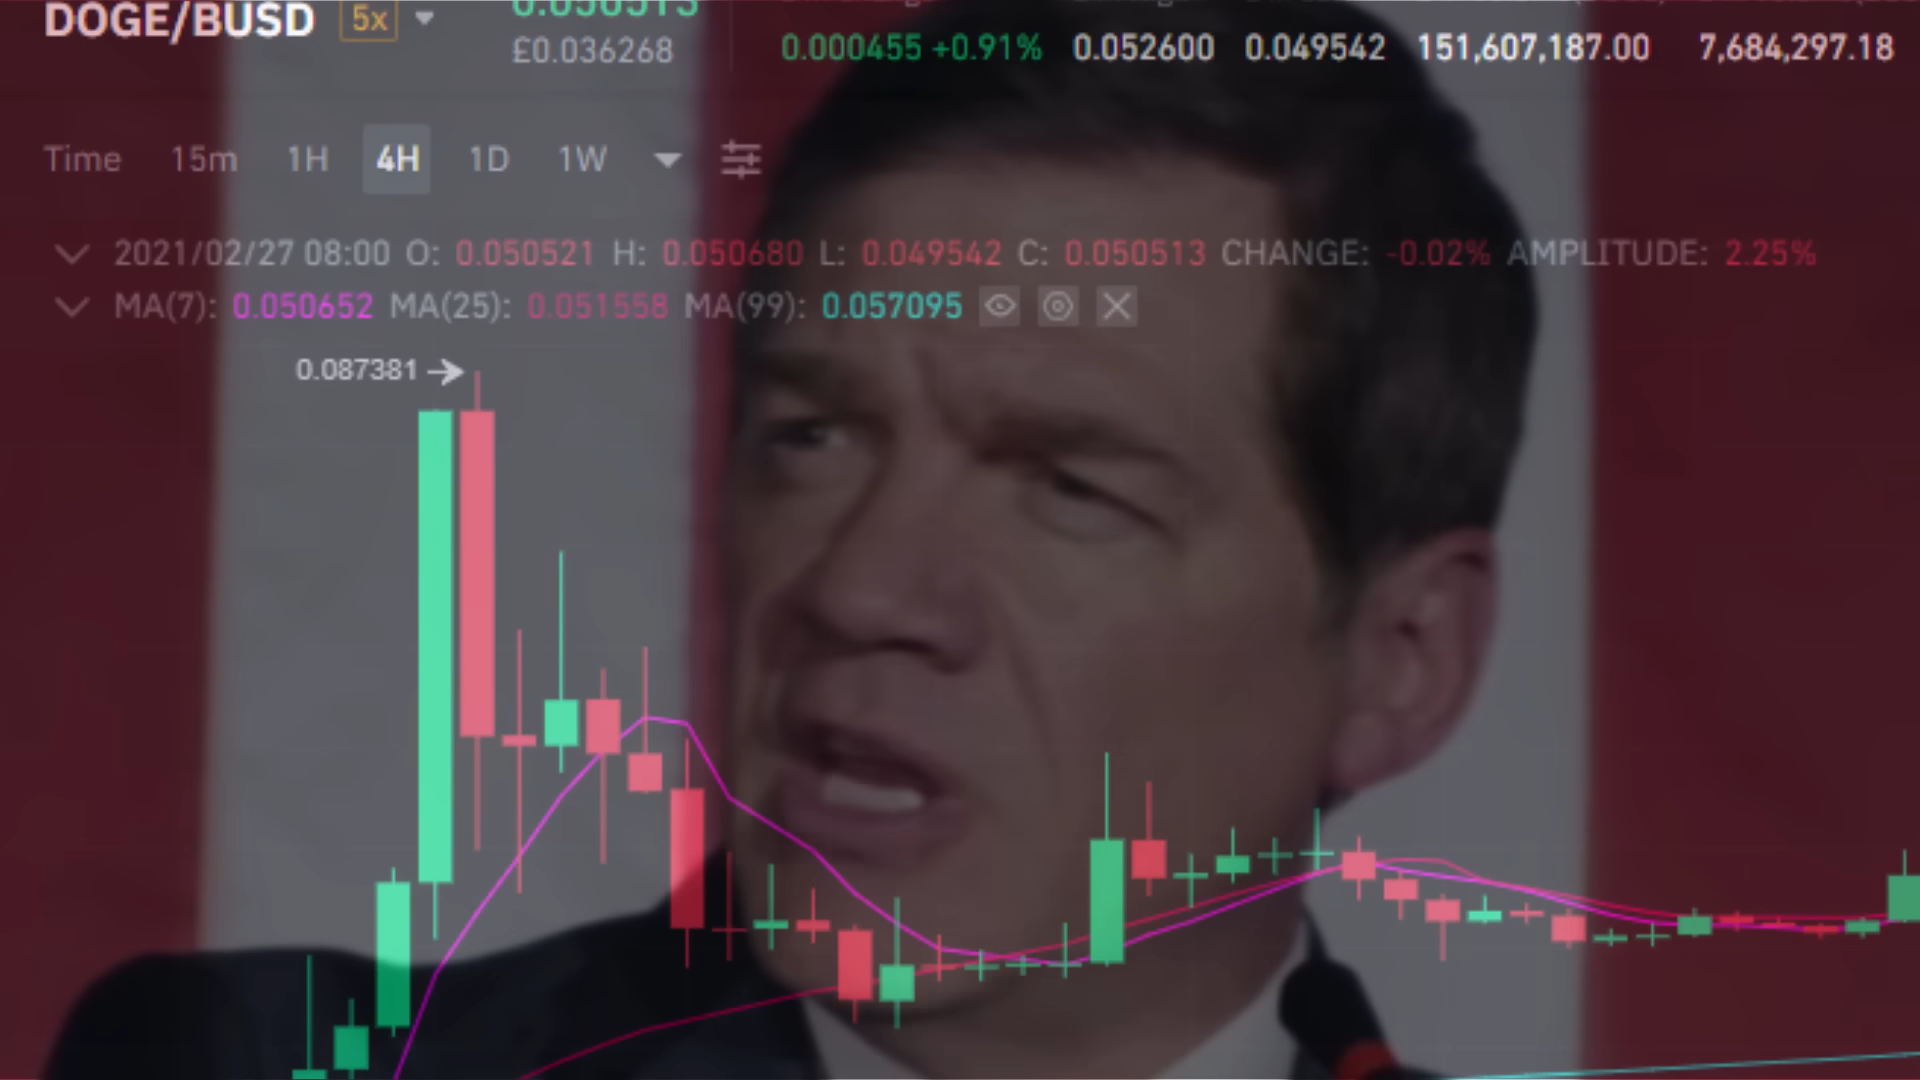 DOGE/BUSD 5x
£0.036268 0.000455 +0.91% 0.052600 0.049542 151,607,187.00 7,684,297.18
Time 15m 1H 4H 1D 1W
2021/02/27 08:00 O: 0.050521 H: 0.050680 L: 0.049542 C: 0.050513 CHANGE: -0.02% AMPLITUDE: 2.25%
MA(7): 0.050652 MA(25): 0.051558 MA(99): 0.057095
0.087381